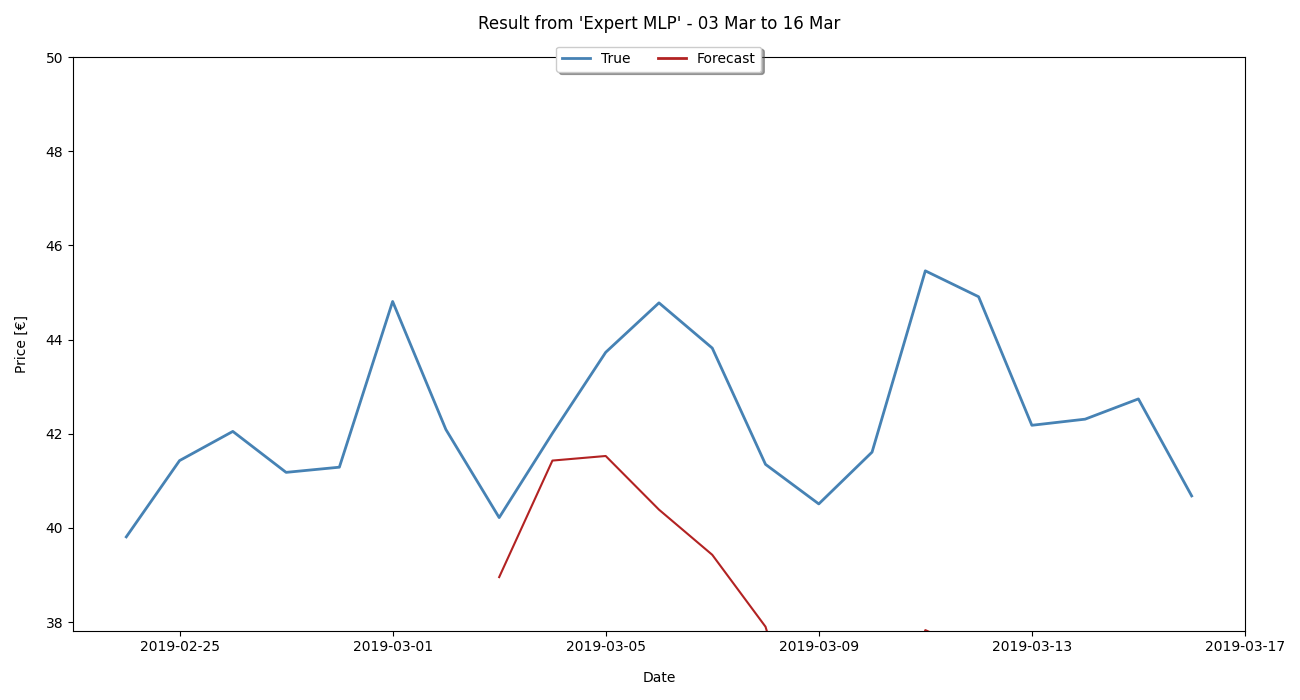 Result from 'Expert MLP' - 03 Mar to 16 Mar
True Forecast
50
48
46
44
42
40
38
Price [€]
2019-02-25 2019-03-01 2019-03-05 2019-03-09 2019-03-13 2019-03-17
Date